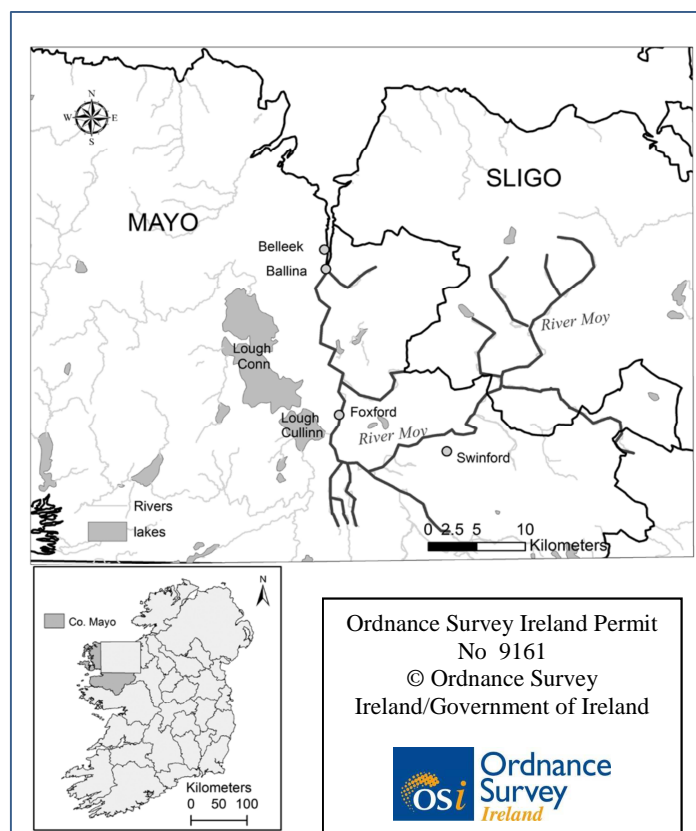 N
W E
S
MAYO
SLIGO
Belleek
Ballina
River Moy
Lough
Conn
Lough
Cullinn
Foxford
River Moy
Swinford
Rivers
lakes
0 2.5 5 10
Kilometers
Co. Mayo
N
Kilometers
0 50 100
Ordnance Survey Ireland Permit
No 9161
© Ordnance Survey
Ireland/Government of Ireland
osi
Ordnance
Survey
Ireland